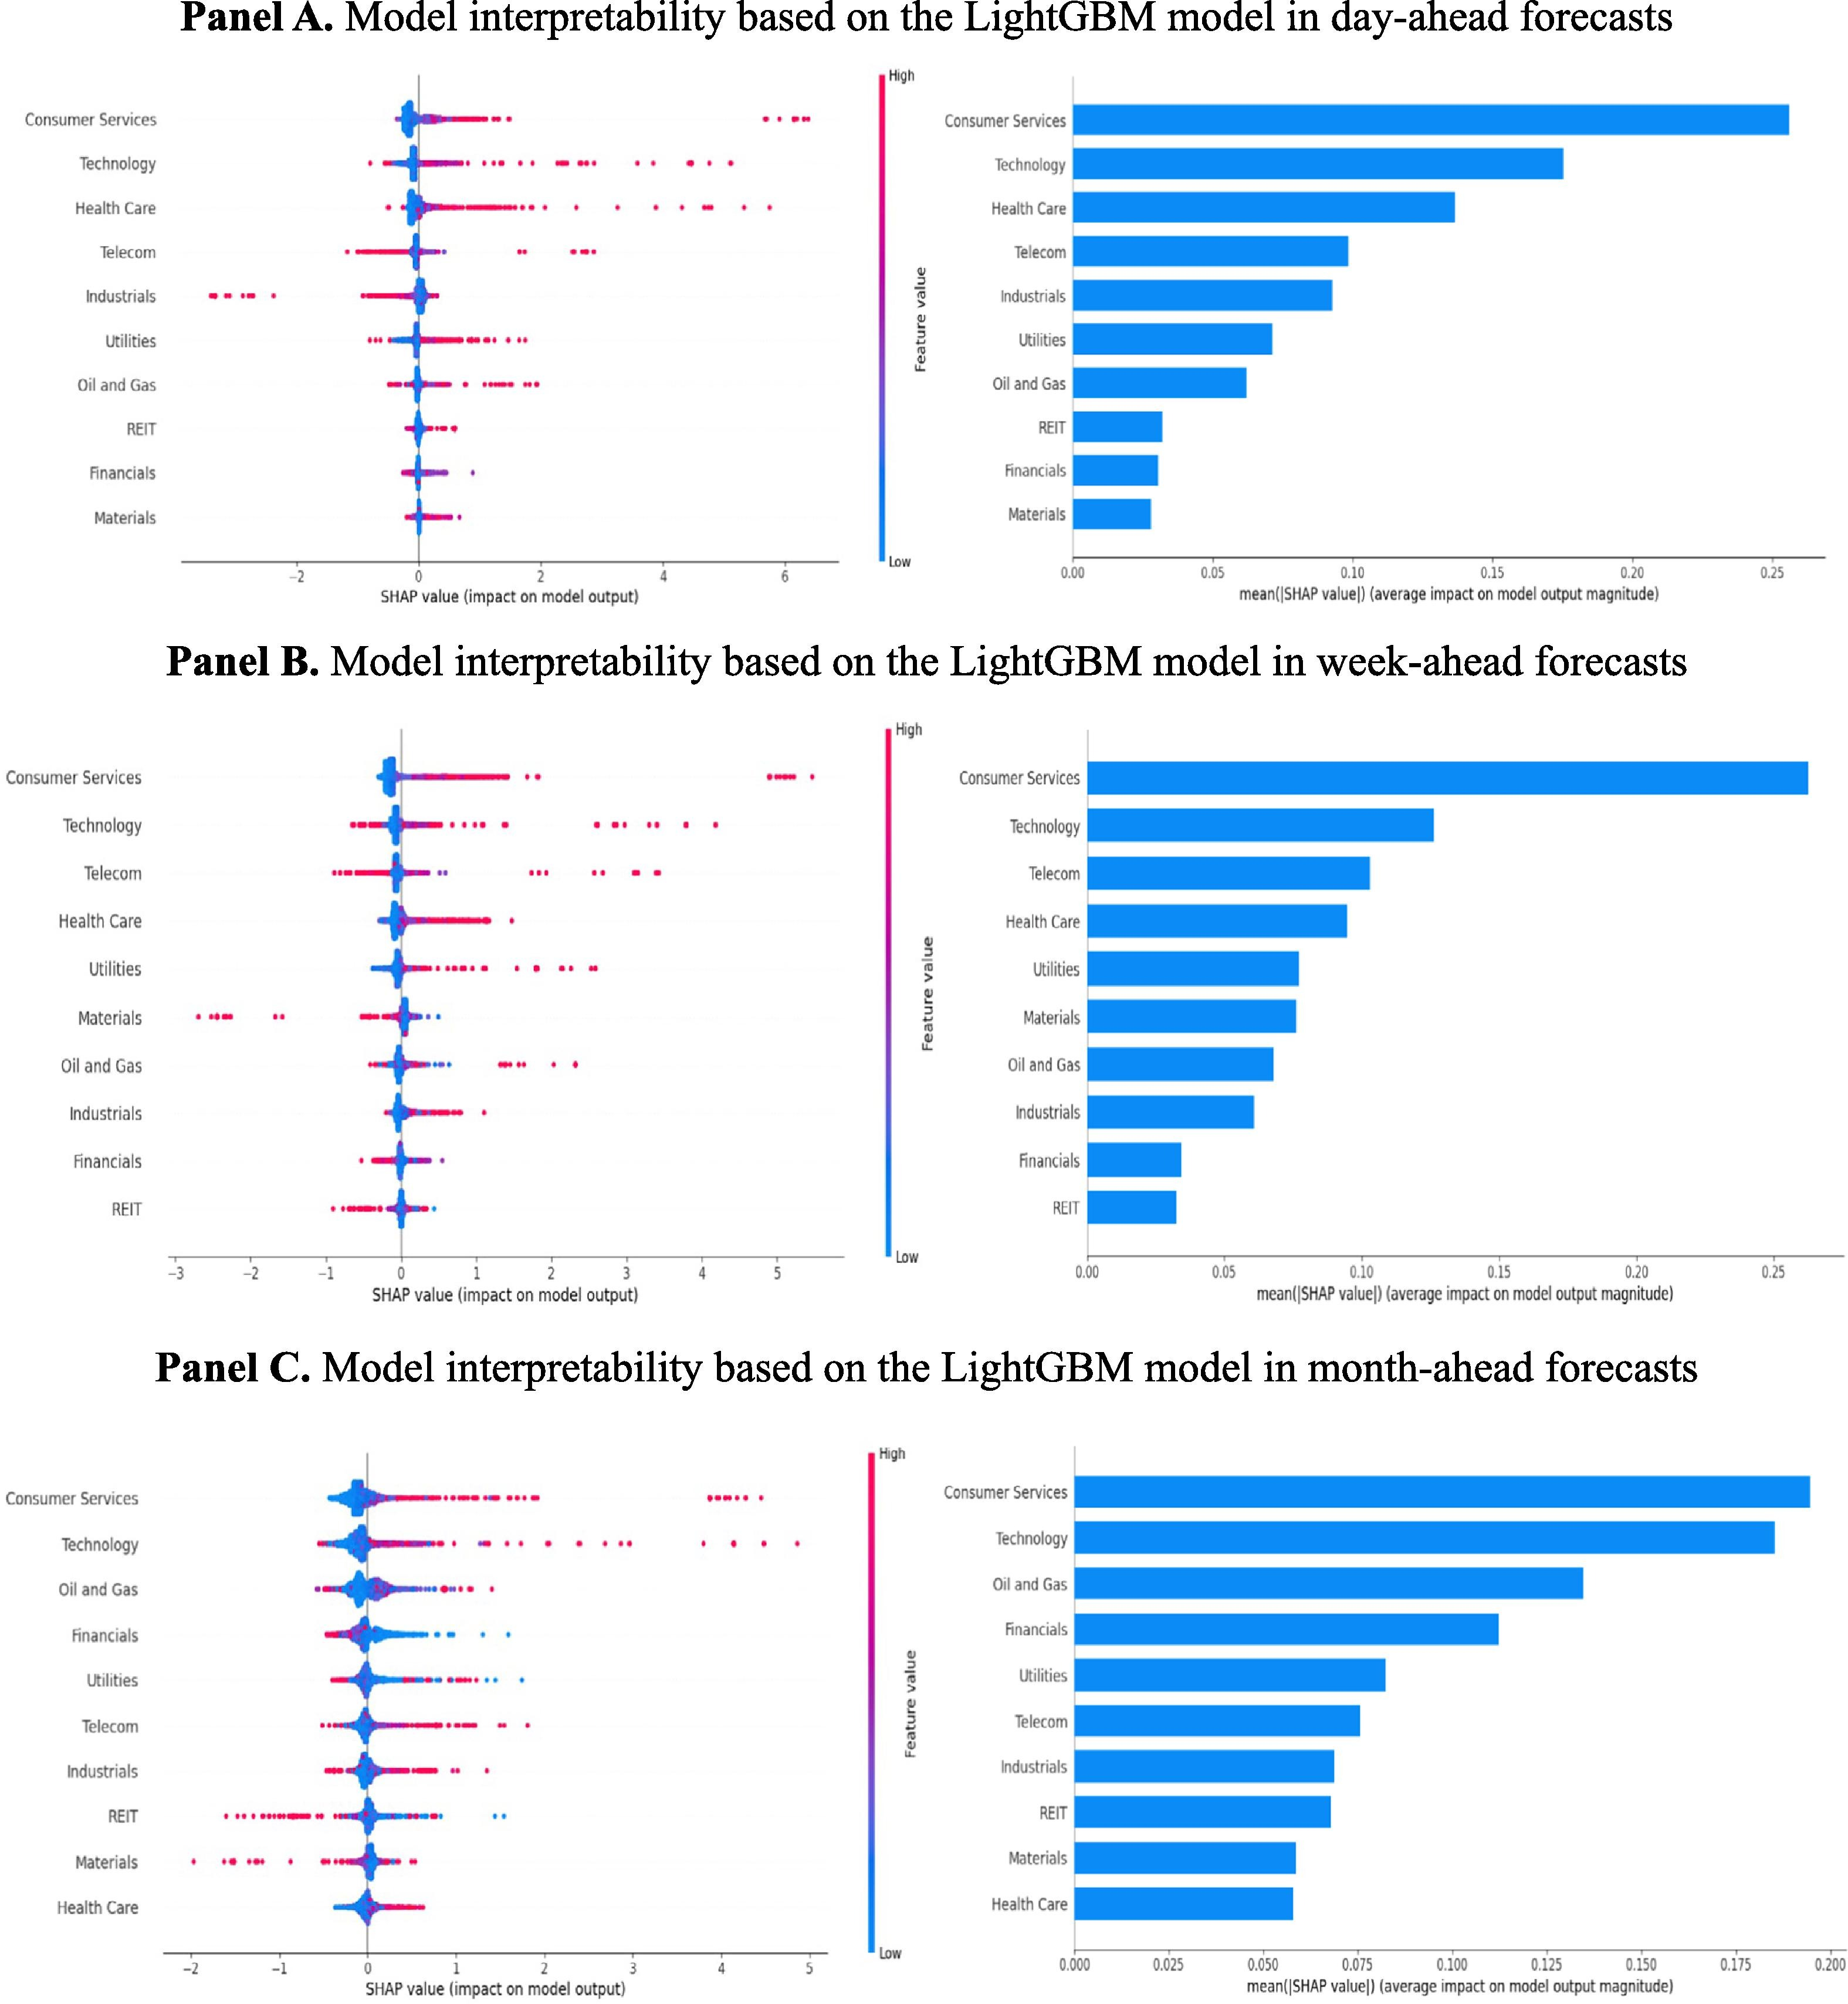 Panel A. Model interpretability based on the LightGBM model in day-ahead forecasts
Consumer Services
Technology
Health Care
Telecom
Industrials
Utilities
Oil and Gas
REIT
Financials
Materials
−2 0 2 4 6
SHAP value (impact on model output)
High
Feature value
Low
Consumer Services
Technology
Health Care
Telecom
Industrials
Utilities
Oil and Gas
REIT
Financials
Materials
0.00 0.05 0.10 0.15 0.20 0.25
mean(|SHAP value|) (average impact on model output magnitude)
Panel B. Model interpretability based on the LightGBM model in week-ahead forecasts
Consumer Services
Technology
Telecom
Health Care
Utilities
Materials
Oil and Gas
Industrials
Financials
REIT
−3 −2 −1 0 1 2 3 4 5
SHAP value (impact on model output)
High
Feature value
Low
Consumer Services
Technology
Telecom
Health Care
Utilities
Materials
Oil and Gas
Industrials
Financials
REIT
0.00 0.05 0.10 0.15 0.20 0.25
mean(|SHAP value|) (average impact on model output magnitude)
Panel C. Model interpretability based on the LightGBM model in month-ahead forecasts
Consumer Services
Technology
Oil and Gas
Financials
Utilities
Telecom
Industrials
REIT
Materials
Health Care
−2 −1 0 1 2 3 4 5
SHAP value (impact on model output)
High
Feature value
Low
Consumer Services
Technology
Oil and Gas
Financials
Utilities
Telecom
Industrials
REIT
Materials
Health Care
0.000 0.025 0.050 0.075 0.100 0.125 0.150 0.175 0.200
mean(|SHAP value|) (average impact on model output magnitude)